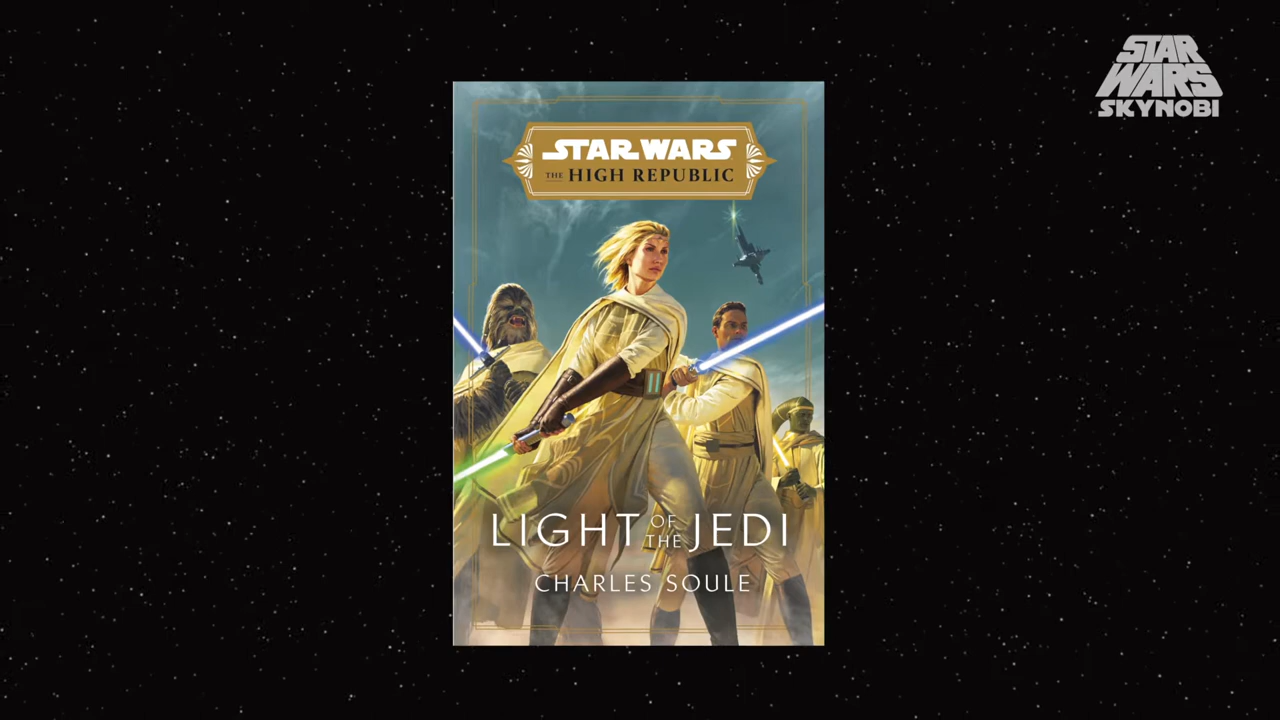 STAR WARS
SKYNOBI
STAR WARS
THE HIGH REPUBLIC
LIGHT OF THE JEDI
CHARLES SOULE